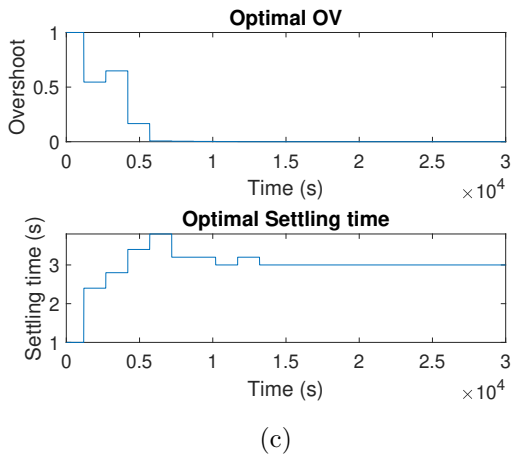 Optimal OV
Overshoot
1
0.5
0
0 0.5 1 1.5 2 2.5 3
Time (s)
×10^4
Optimal Settling time
Settling time (s)
3
2
1
0 0.5 1 1.5 2 2.5 3
Time (s)
×10^4
(c)